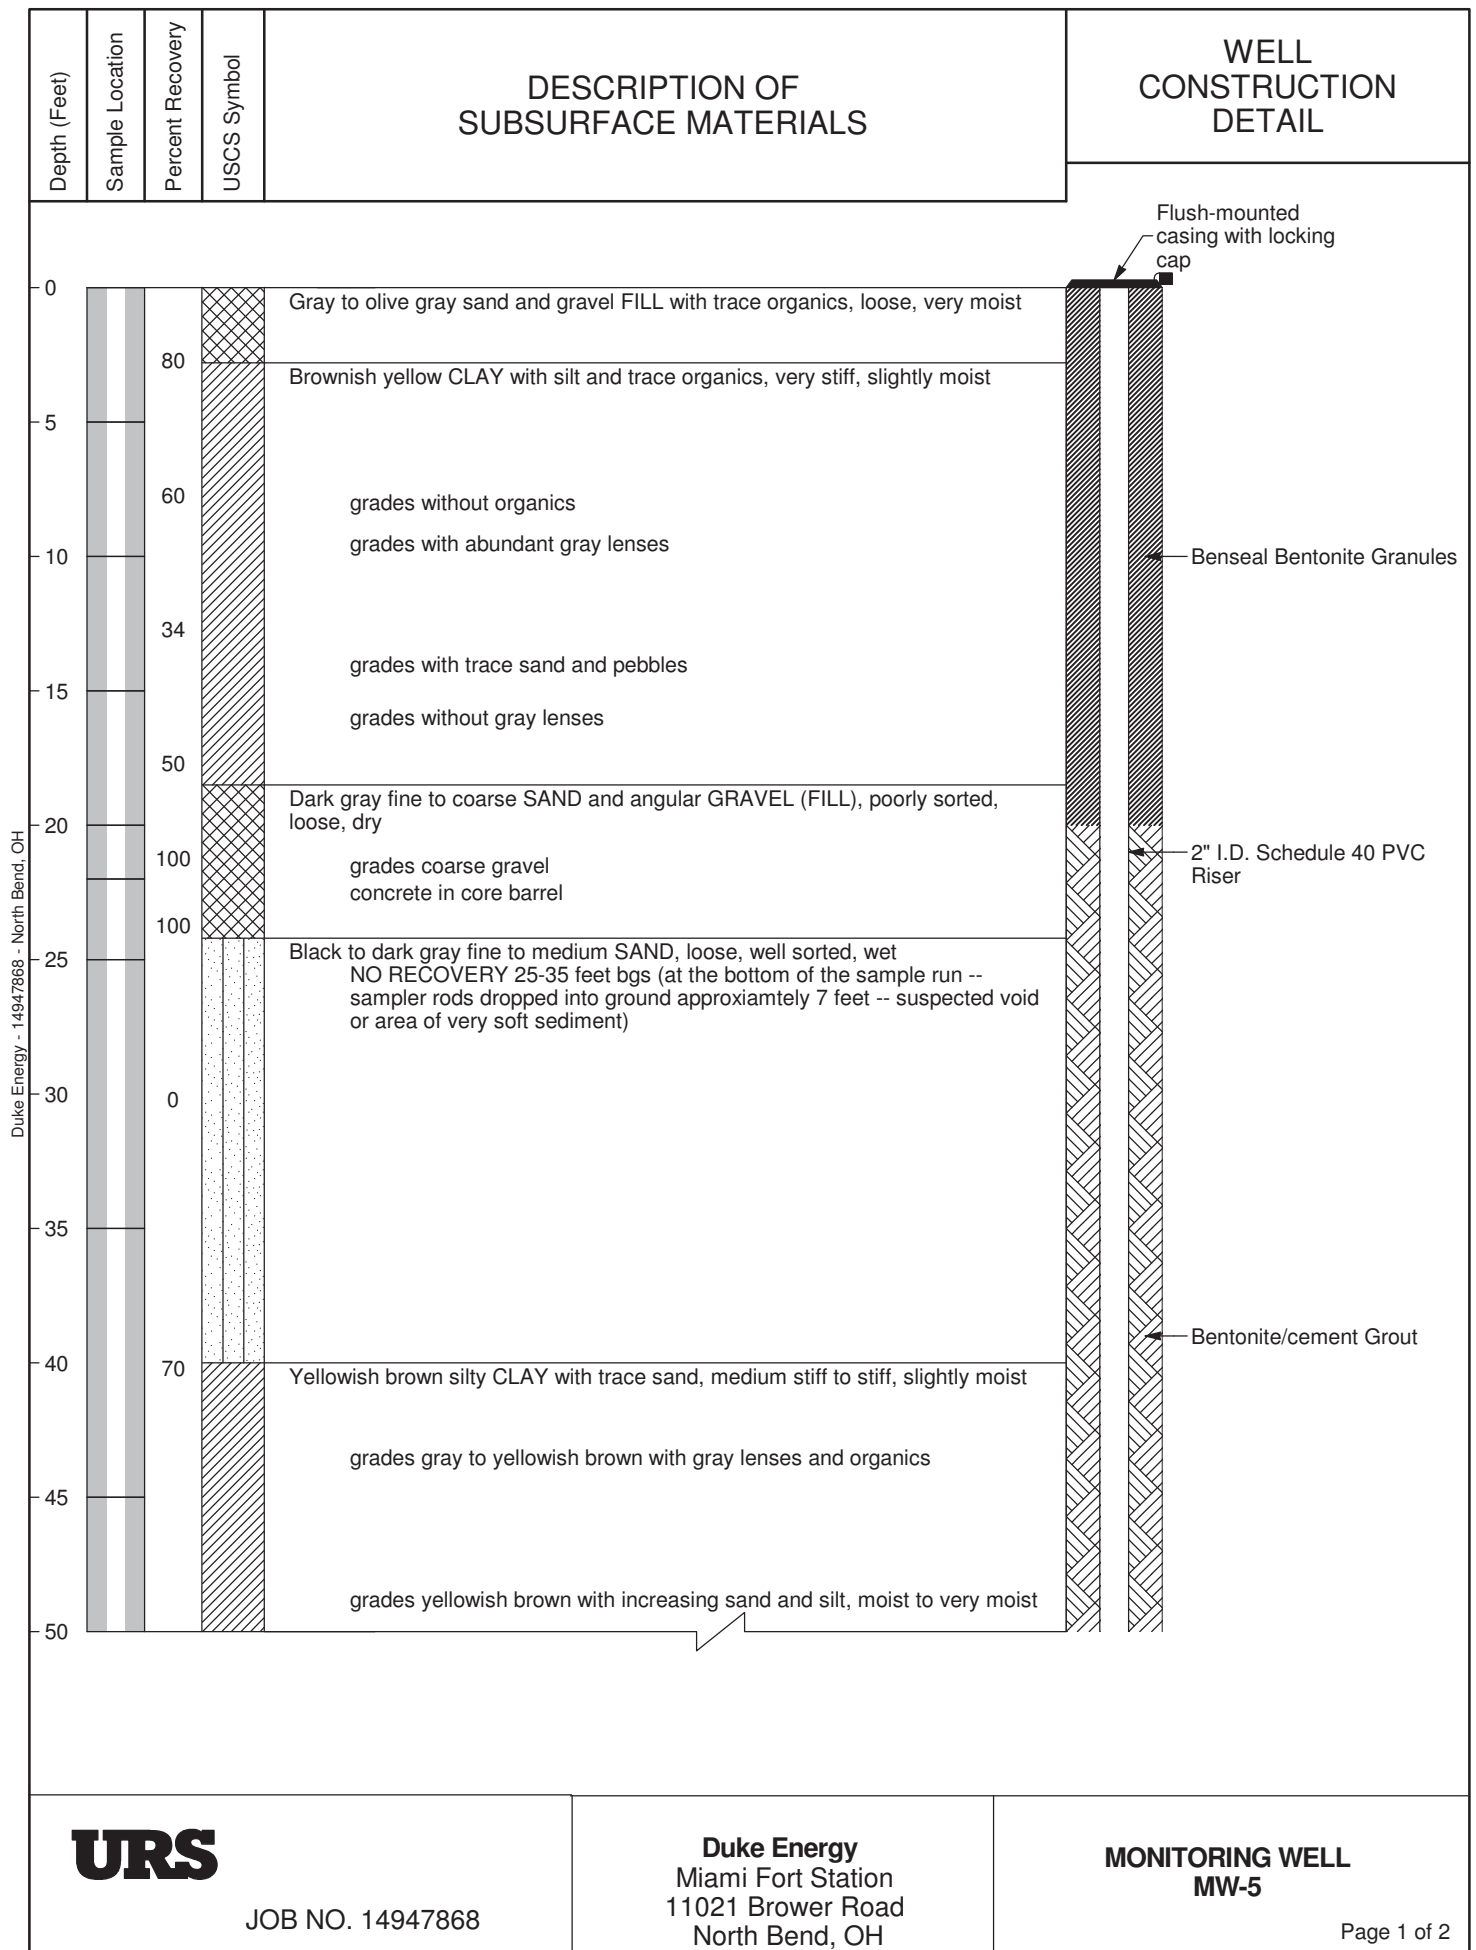 Depth (Feet)
Sample Location
Percent Recovery
USCS Symbol
DESCRIPTION OF
SUBSURFACE MATERIALS
WELL
CONSTRUCTION
DETAIL
Flush-mounted
casing with locking
cap
0
Gray to olive gray sand and gravel FILL with trace organics, loose, very moist
80
Brownish yellow CLAY with silt and trace organics, very stiff, slightly moist
5
60
grades without organics
grades with abundant gray lenses
10
Benseal Bentonite Granules
34
grades with trace sand and pebbles
15
grades without gray lenses
50
Dark gray fine to coarse SAND and angular GRAVEL (FILL), poorly sorted,
loose, dry
20
100
grades coarse gravel
concrete in core barrel
2" I.D. Schedule 40 PVC
Riser
100
Black to dark gray fine to medium SAND, loose, well sorted, wet
25
NO RECOVERY 25-35 feet bgs (at the bottom of the sample run --
sampler rods dropped into ground approxiamtely 7 feet -- suspected void
or area of very soft sediment)
30
0
35
Bentonite/cement Grout
40
70
Yellowish brown silty CLAY with trace sand, medium stiff to stiff, slightly moist
grades gray to yellowish brown with gray lenses and organics
45
grades yellowish brown with increasing sand and silt, moist to very moist
50
Duke Energy - 14947868 - North Bend, OH
URS
JOB NO. 14947868
Duke Energy
Miami Fort Station
11021 Brower Road
North Bend, OH
MONITORING WELL
MW-5
Page 1 of 2